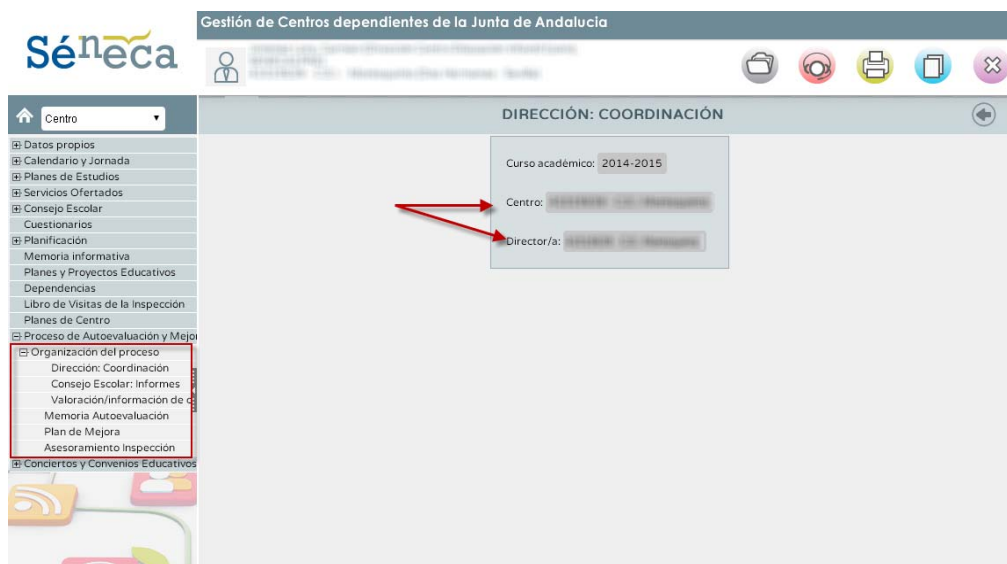 Gestión de Centros dependientes de la Junta de Andalucia
Séneca
Centro
DIRECCIÓN: COORDINACIÓN
Datos propios
Calendario y Jornada
Planes de Estudios
Servicios Ofertados
Consejo Escolar
Cuestionarios
Planificación
Memoria informativa
Planes y Proyectos Educativos
Dependencias
Libro de Visitas de la Inspección
Planes de Centro
Proceso de Autoevaluación y Mejor
Organización del proceso
Dirección: Coordinación
Consejo Escolar: Informes
Valoración/información de c
Memoria Autoevaluación
Plan de Mejora
Asesoramiento Inspección
Conciertos y Convenios Educativos
Curso académico: 2014-2015
Centro:
Director/a: